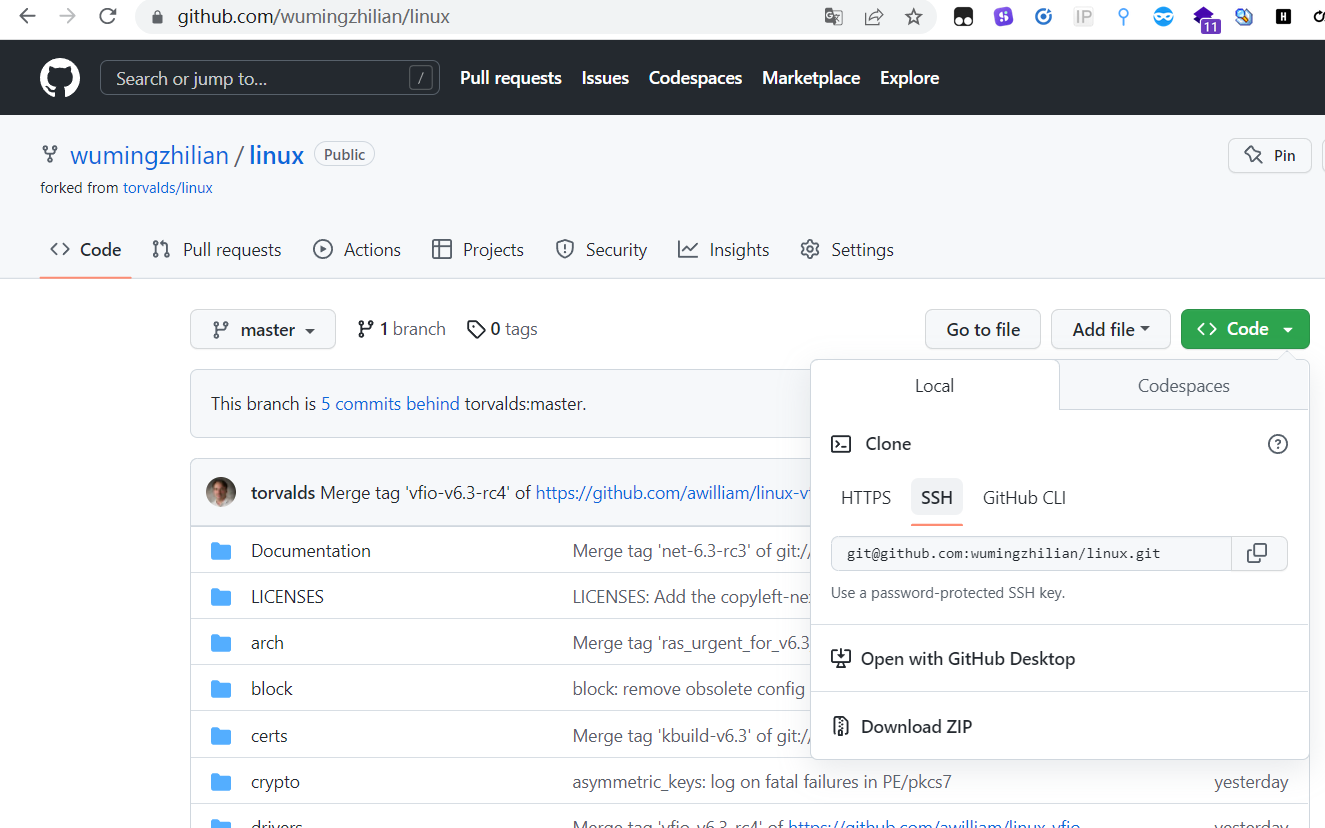 github.com/wumingzhilian/linux
IP
11
H
Search or jump to... /
Pull requests Issues Codespaces Marketplace Explore
wumingzhilian / linux Public
Pin
forked from torvalds/linux
Code Pull requests Actions Projects Security Insights Settings
master 1 branch 0 tags Go to file Add file Code
Local Codespaces
This branch is 5 commits behind torvalds:master.
Clone
HTTPS SSH GitHub CLI
git@github.com:wumingzhilian/linux.git
Use a password-protected SSH key.
Open with GitHub Desktop
Download ZIP
torvalds Merge tag 'vfio-v6.3-rc4' of https://github.com/awilliam/linux-v
Documentation Merge tag 'net-6.3-rc3' of git:/
LICENSES LICENSES: Add the copyleft-ne
arch Merge tag 'ras_urgent_for_v6.3
block block: remove obsolete config
certs Merge tag 'kbuild-v6.3' of git:/
crypto asymmetric_keys: log on fatal failures in PE/pkcs7 yesterday
drivers Merge tag 'vfio-v6.3-rc4' of https://github.com/awilliam/linux-vfio yesterday